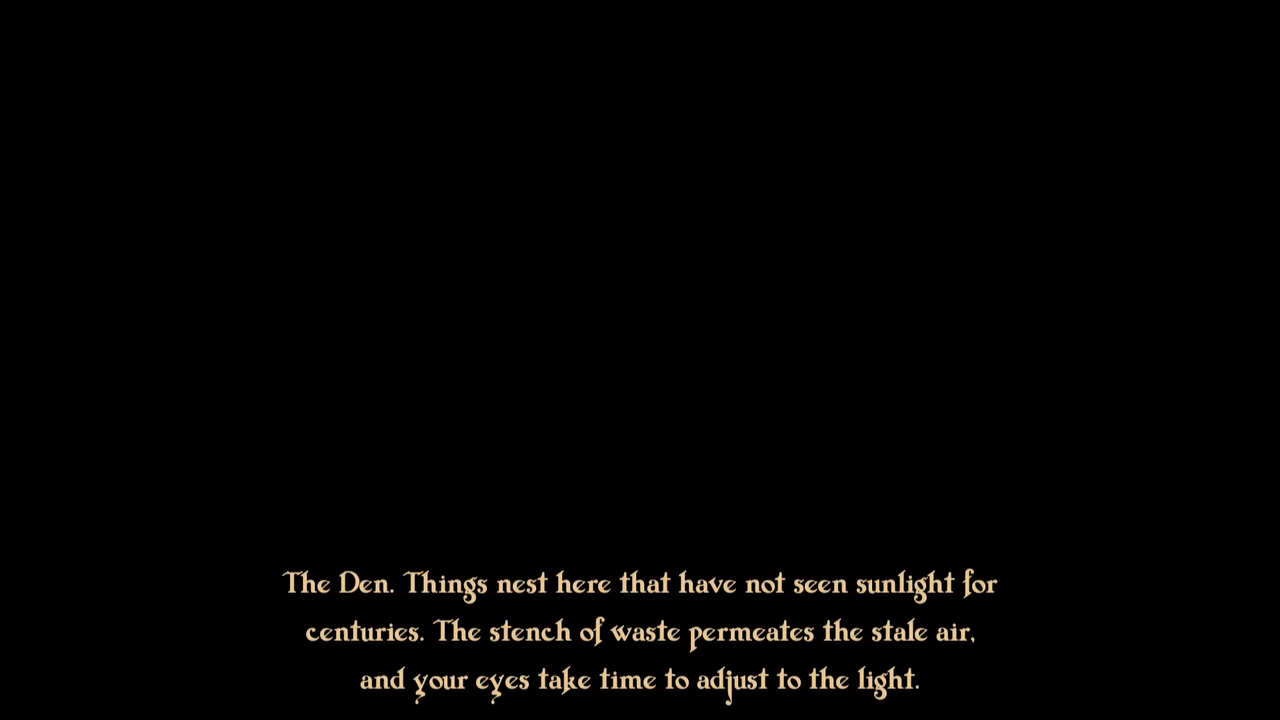 The Den. Things nest here that have not seen sunlight for
centuries. The stench of waste permeates the stale air,
and your eyes take time to adjust to the light.